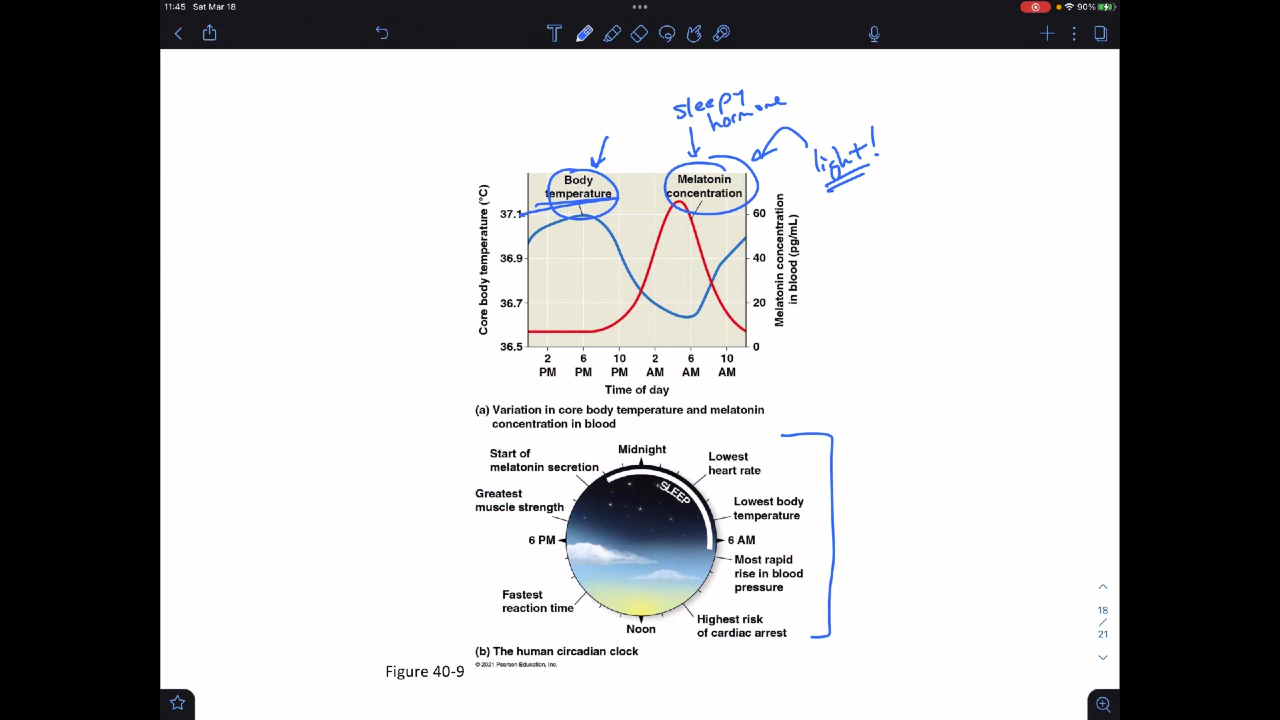 11:45 Sat Mar 18
90%
T
sleepy
hormone
light!
Body
temperature
Melatonin
concentration
Core body temperature (°C)
37.1
36.9
36.7
36.5
60
40
20
0
Melatonin concentration
in blood (pg/mL)
2 6 10 2 6 10
PM PM PM AM AM AM
Time of day
(a) Variation in core body temperature and melatonin
concentration in blood
Midnight
Start of
melatonin secretion
Lowest
heart rate
SLEEP
Greatest
muscle strength
Lowest body
temperature
6 PM
6 AM
Most rapid
rise in blood
pressure
Fastest
reaction time
Highest risk
of cardiac arrest
Noon
(b) The human circadian clock
© 2021 Pearson Education, Inc.
Figure 40-9
18
/
21